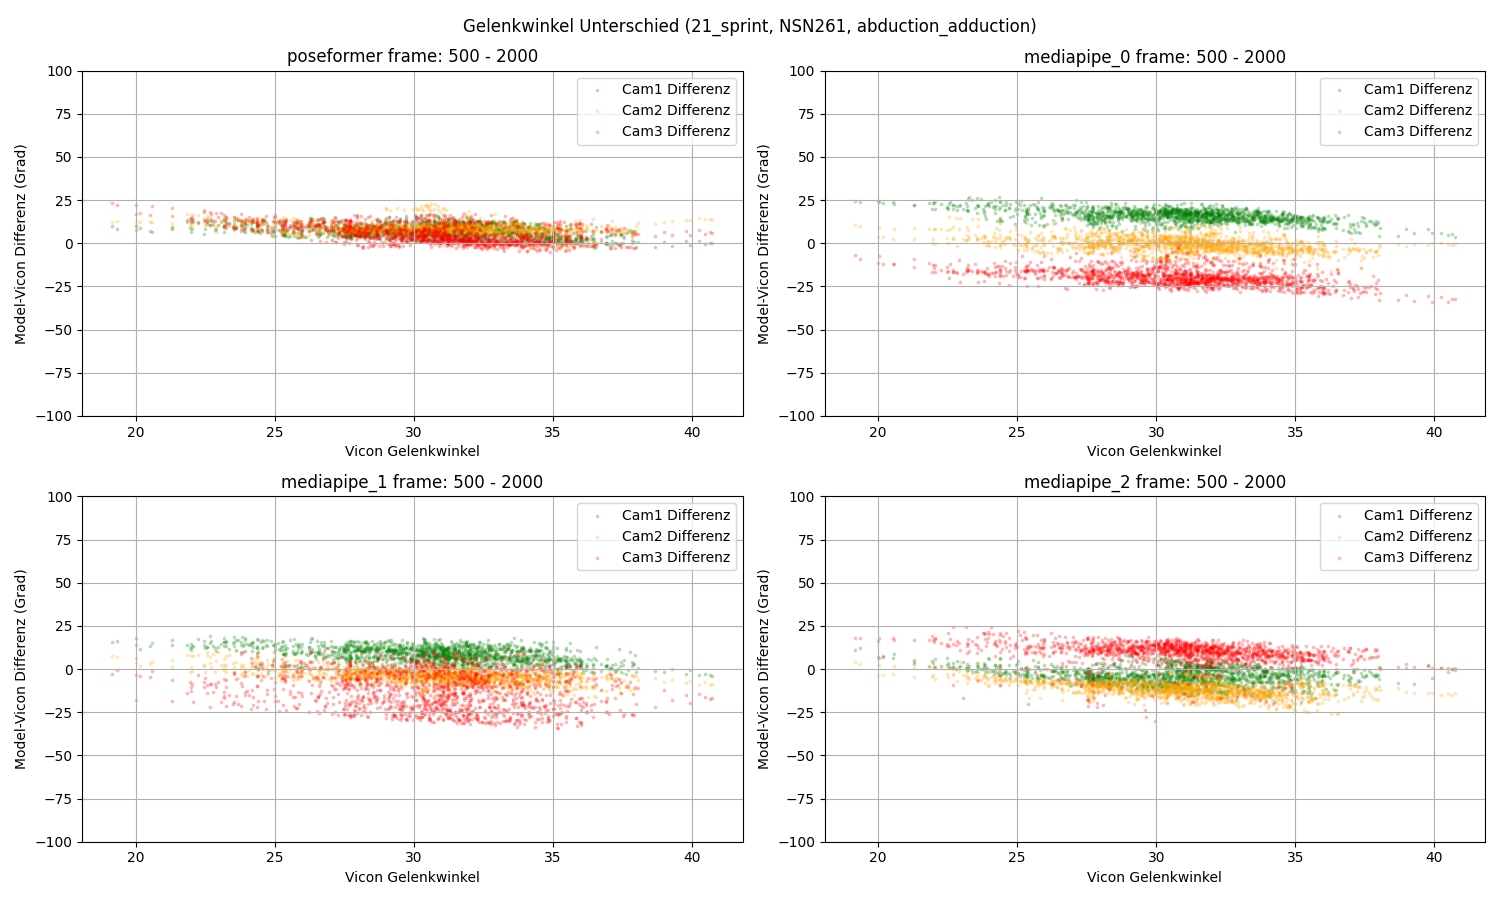 Gelenkwinkel Unterschied (21_sprint, NSN261, abduction_adduction)
poseformer frame: 500 - 2000
Model-Vicon Differenz (Grad)
100
75
50
25
0
−25
−50
−75
−100
Cam1 Differenz
Cam2 Differenz
Cam3 Differenz
20 25 30 35 40
Vicon Gelenkwinkel
mediapipe_0 frame: 500 - 2000
Model-Vicon Differenz (Grad)
100
75
50
25
0
−25
−50
−75
−100
Cam1 Differenz
Cam2 Differenz
Cam3 Differenz
20 25 30 35 40
Vicon Gelenkwinkel
mediapipe_1 frame: 500 - 2000
Model-Vicon Differenz (Grad)
100
75
50
25
0
−25
−50
−75
−100
Cam1 Differenz
Cam2 Differenz
Cam3 Differenz
20 25 30 35 40
Vicon Gelenkwinkel
mediapipe_2 frame: 500 - 2000
Model-Vicon Differenz (Grad)
100
75
50
25
0
−25
−50
−75
−100
Cam1 Differenz
Cam2 Differenz
Cam3 Differenz
20 25 30 35 40
Vicon Gelenkwinkel